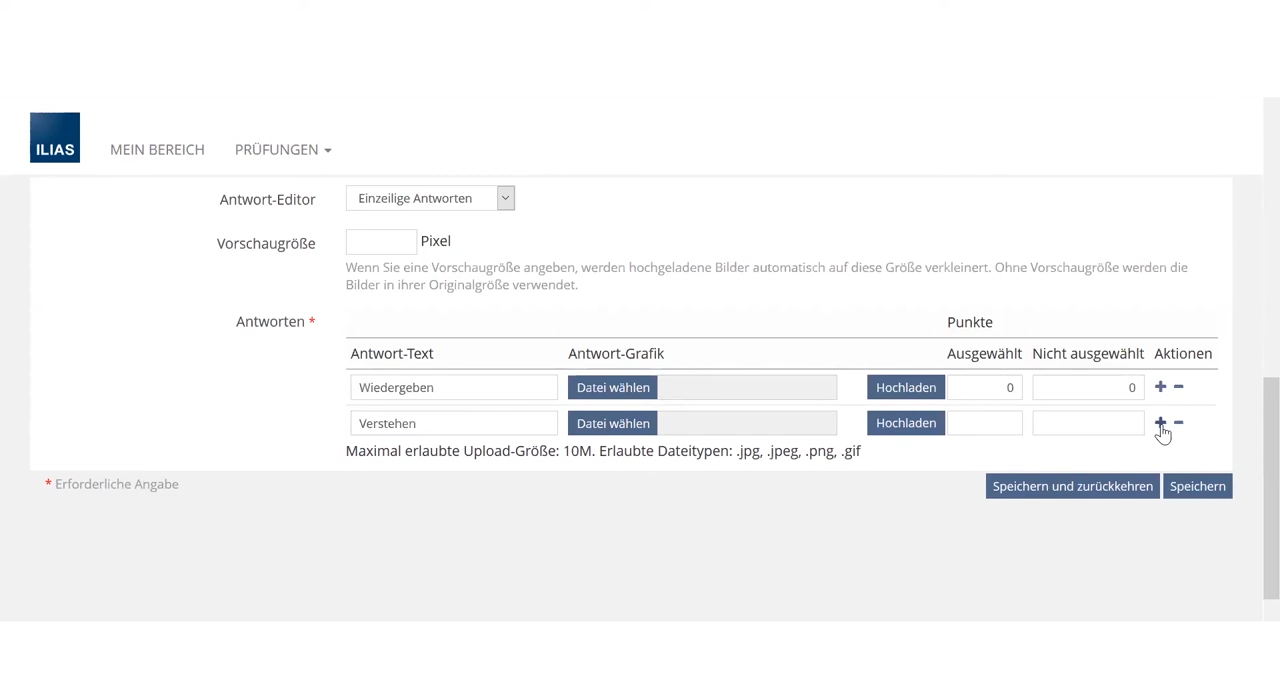 ILIAS
MEIN BEREICH PRÜFUNGEN
Antwort-Editor Einzeilige Antworten
Vorschaugröße Pixel
Wenn Sie eine Vorschaugröße angeben, werden hochgeladene Bilder automatisch auf diese Größe verkleinert. Ohne Vorschaugröße werden die
Bilder in ihrer Originalgröße verwendet.
Antworten * Punkte
Antwort-Text Antwort-Grafik Ausgewählt Nicht ausgewählt Aktionen
Wiedergeben Datei wählen Hochladen 0 0 + -
Verstehen Datei wählen Hochladen + -
Maximal erlaubte Upload-Größe: 10M. Erlaubte Dateitypen: .jpg, .jpeg, .png, .gif
* Erforderliche Angabe Speichern und zurückkehren Speichern